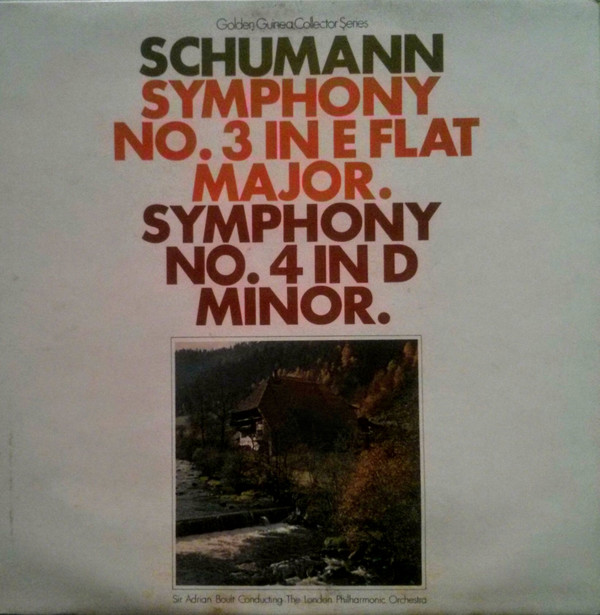 Golden Guinea Collector Series
SCHUMANN
SYMPHONY
NO. 3 IN E FLAT
MAJOR.
SYMPHONY
NO. 4 IN D
MINOR.
Sir Adrian Boult Conducting The London Philharmonic Orchestra